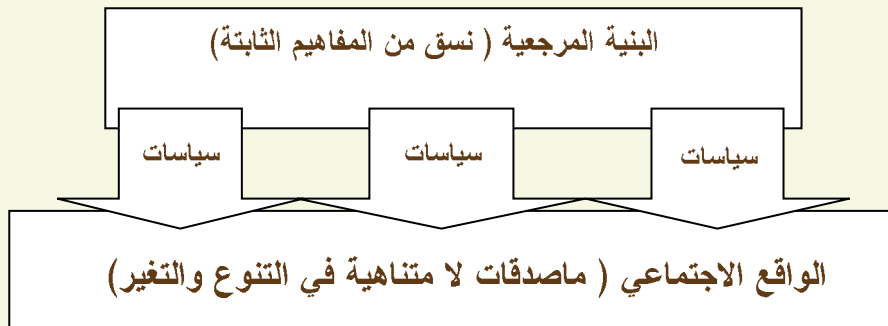 البنية المرجعية ( نسق من المفاهيم الثابتة)
سياسات
سياسات
سياسات
الواقع الاجتماعي ( ماصدقات لا متناهية في التنوع والتغير)